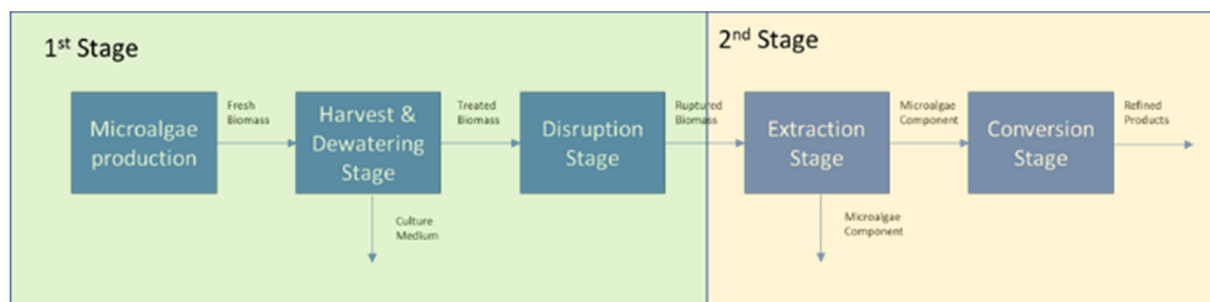 1st Stage
2nd Stage
Microalgae
production
Fresh
Biomass
Harvest &
Dewatering
Stage
Treated
Biomass
Disruption
Stage
Ruptured
Biomass
Extraction
Stage
Microalgae
Component
Conversion
Stage
Refined
Products
Culture
Medium
Microalgae
Component